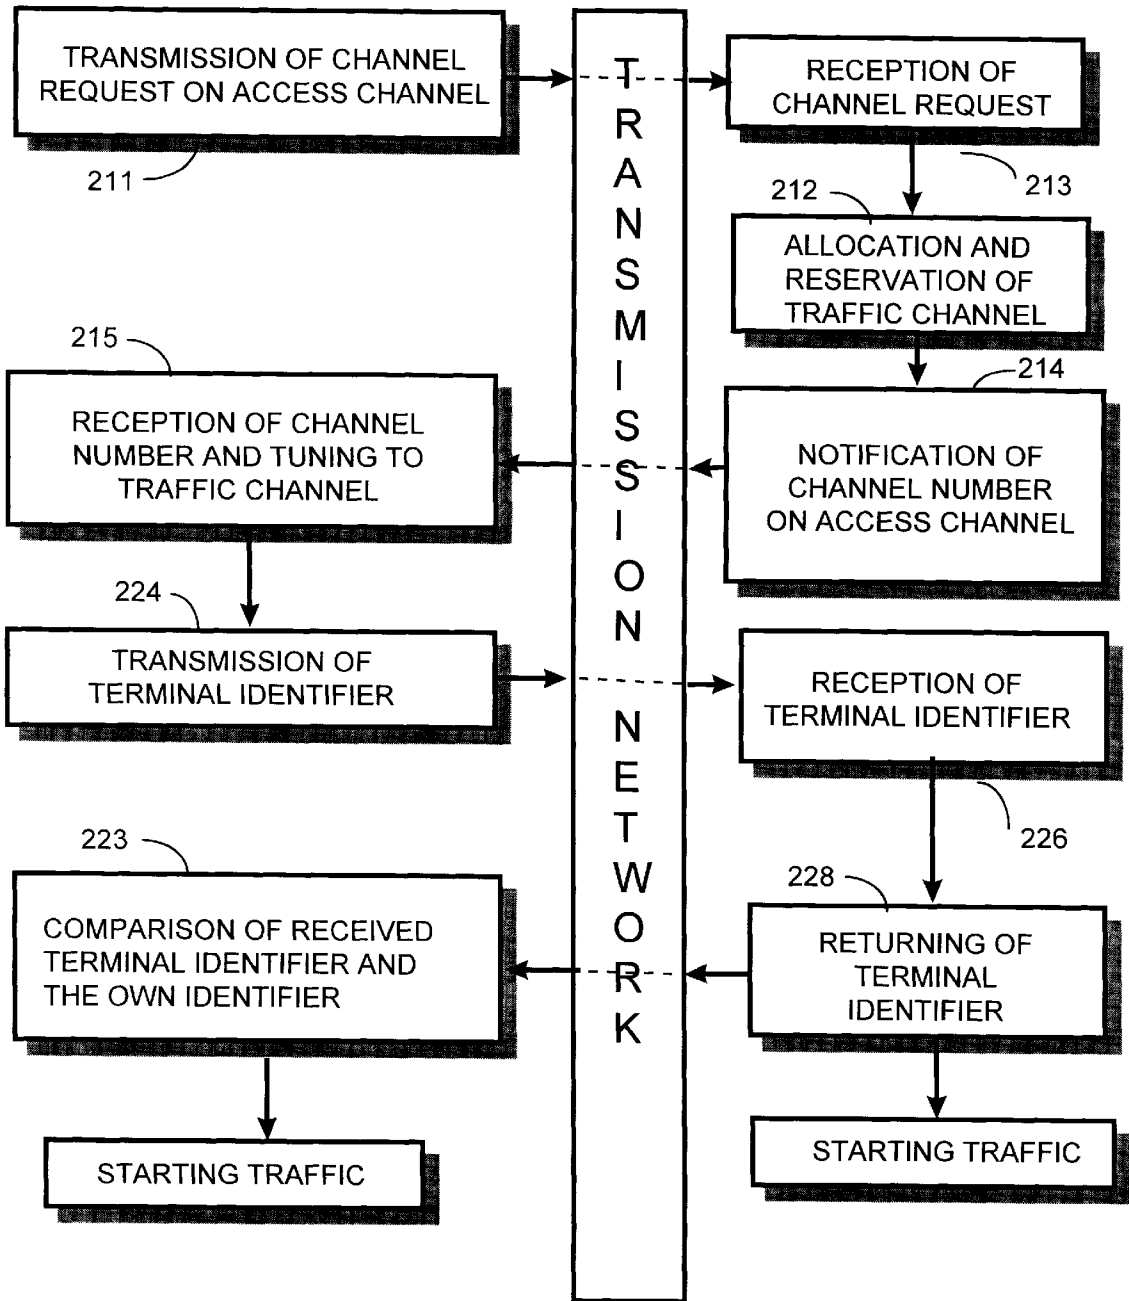 TRANSMISSION OF CHANNEL
REQUEST ON ACCESS CHANNEL
211
RECEPTION OF
CHANNEL REQUEST
213
212
ALLOCATION AND
RESERVATION OF
TRAFFIC CHANNEL
214
NOTIFICATION OF
CHANNEL NUMBER
ON ACCESS CHANNEL
215
RECEPTION OF CHANNEL
NUMBER AND TUNING TO
TRAFFIC CHANNEL
224
TRANSMISSION OF
TERMINAL IDENTIFIER
RECEPTION OF
TERMINAL IDENTIFIER
226
228
RETURNING OF
TERMINAL
IDENTIFIER
223
COMPARISON OF RECEIVED
TERMINAL IDENTIFIER AND
THE OWN IDENTIFIER
STARTING TRAFFIC
STARTING TRAFFIC
TRANSMISSION NETWORK